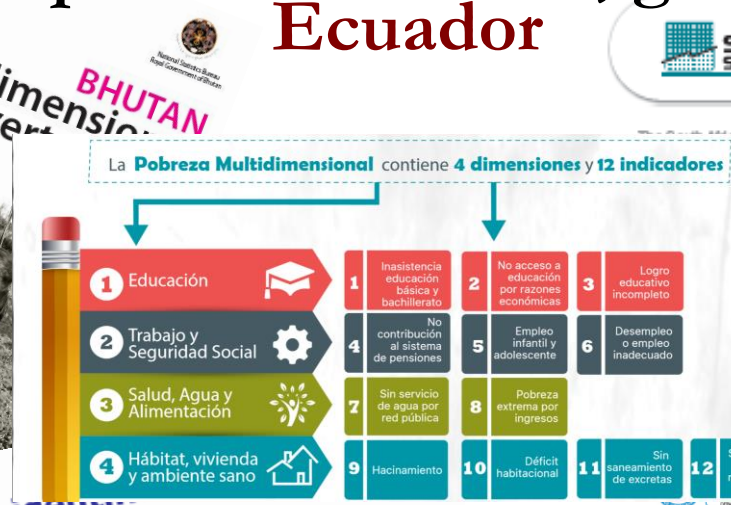 Ecuador
National Statistics Bureau
Royal Government of Bhutan
BHUTAN
La Pobreza Multidimensional contiene 4 dimensiones y 12 indicadores
1 Educación
1 Inasistencia
educación
básica y
bachillerato
2 No acceso a
educación
por razones
económicas
3 Logro
educativo
incompleto
2 Trabajo y
Seguridad Social
4 No
contribución
al sistema
de pensiones
5 Empleo
infantil y
adolescente
6 Desempleo
o empleo
inadecuado
3 Salud, Agua y
Alimentación
7 Sin servicio
de agua por
red pública
8 Pobreza
extrema por
ingresos
4 Hábitat, vivienda
y ambiente sano
9 Hacinamiento
10 Déficit
habitacional
11 Sin
saneamiento
de excretas
12